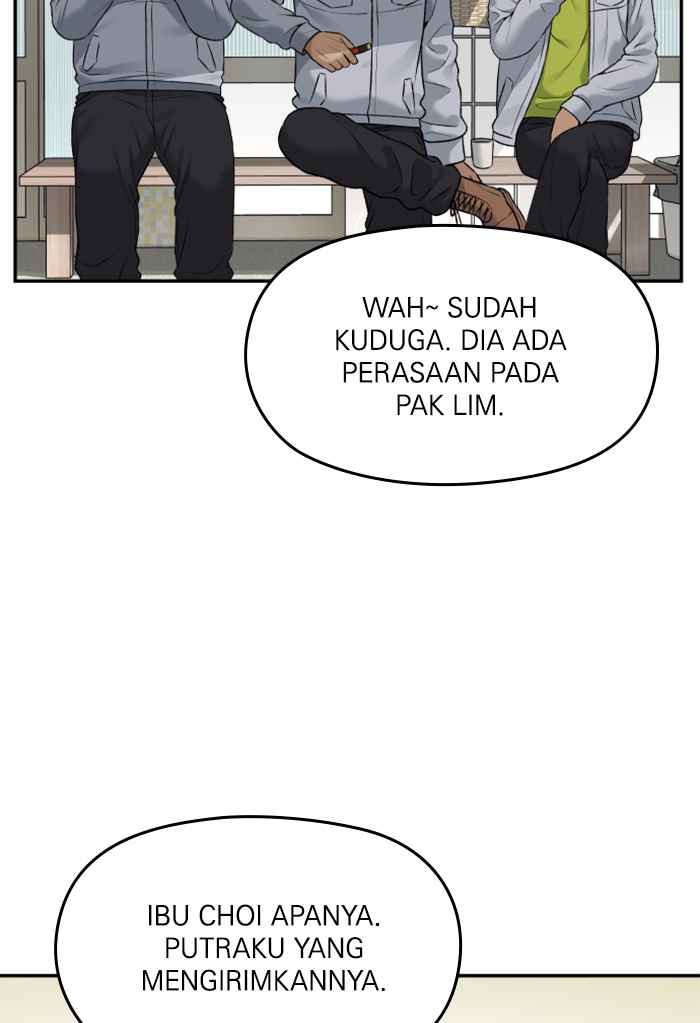 WAH~ SUDAH
KUDUGA. DIA ADA
PERASAAN PADA
PAK LIM.
IBU CHOI APANYA.
PUTRAKU YANG
MENGIRIMKANNYA.